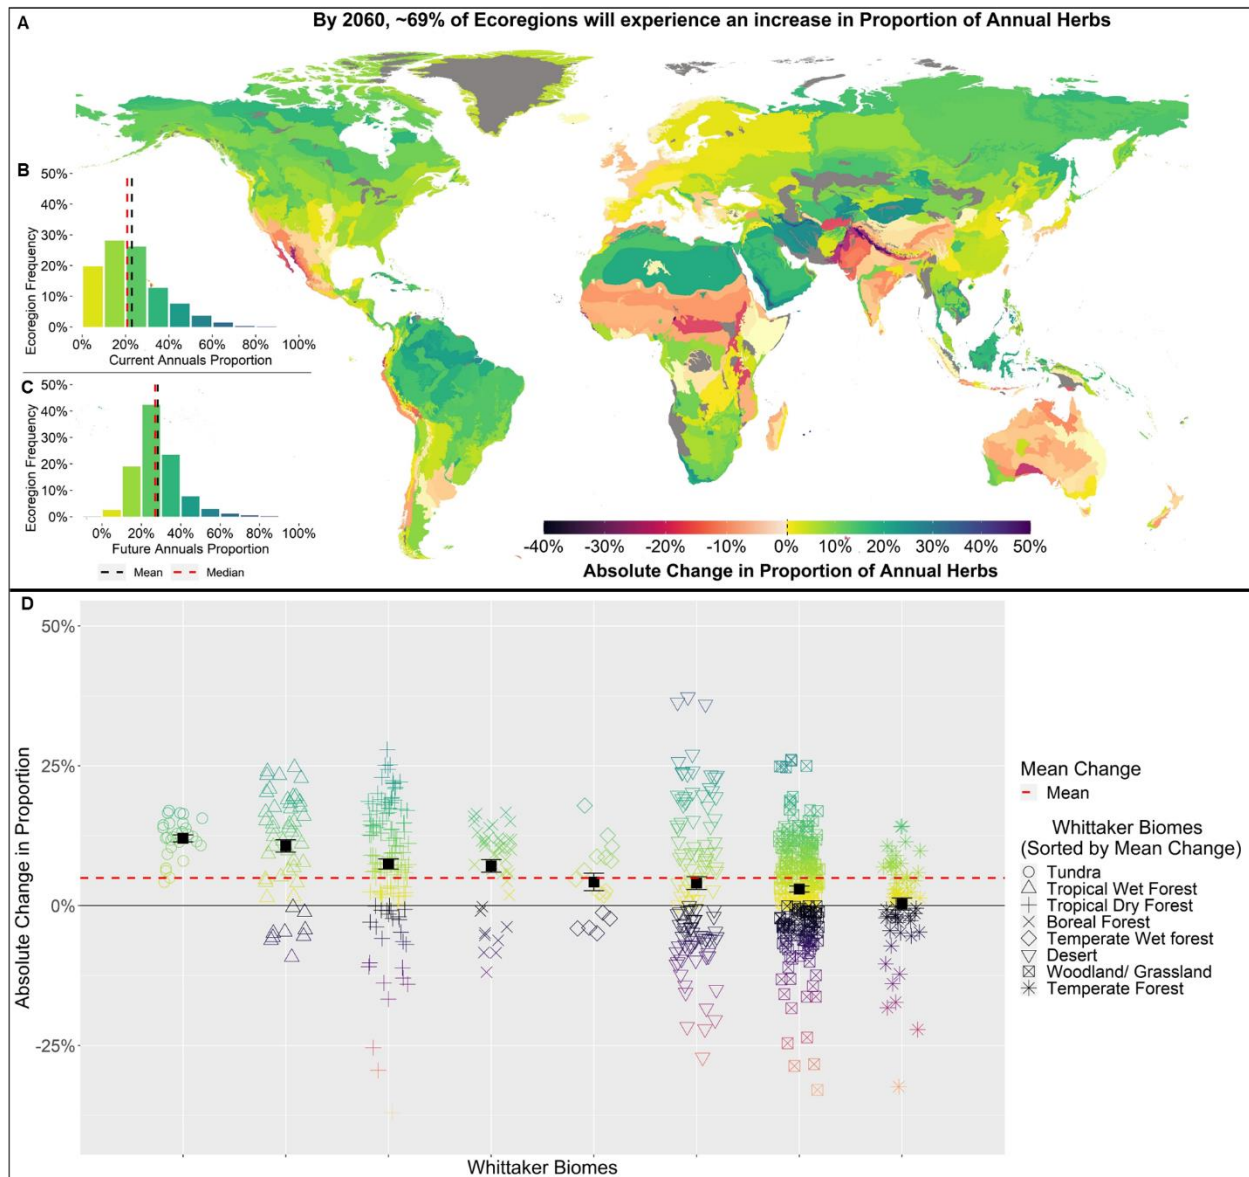 A
By 2060, ~69% of Ecoregions will experience an increase in Proportion of Annual Herbs
B
Ecoregion Frequency
50%
40%
30%
20%
10%
0%
0% 20% 40% 60% 80% 100%
Current Annuals Proportion
C
Ecoregion Frequency
50%
40%
30%
20%
10%
0%
0% 20% 40% 60% 80% 100%
Future Annuals Proportion
Mean Median
-40% -30% -20% -10% 0% 10% 20% 30% 40% 50%
Absolute Change in Proportion of Annual Herbs
D
Absolute Change in Proportion
50%
25%
0%
-25%
Whittaker Biomes
Mean Change
Mean
Whittaker Biomes
(Sorted by Mean Change)
Tundra
Tropical Wet Forest
Tropical Dry Forest
Boreal Forest
Temperate Wet forest
Desert
Woodland/ Grassland
Temperate Forest